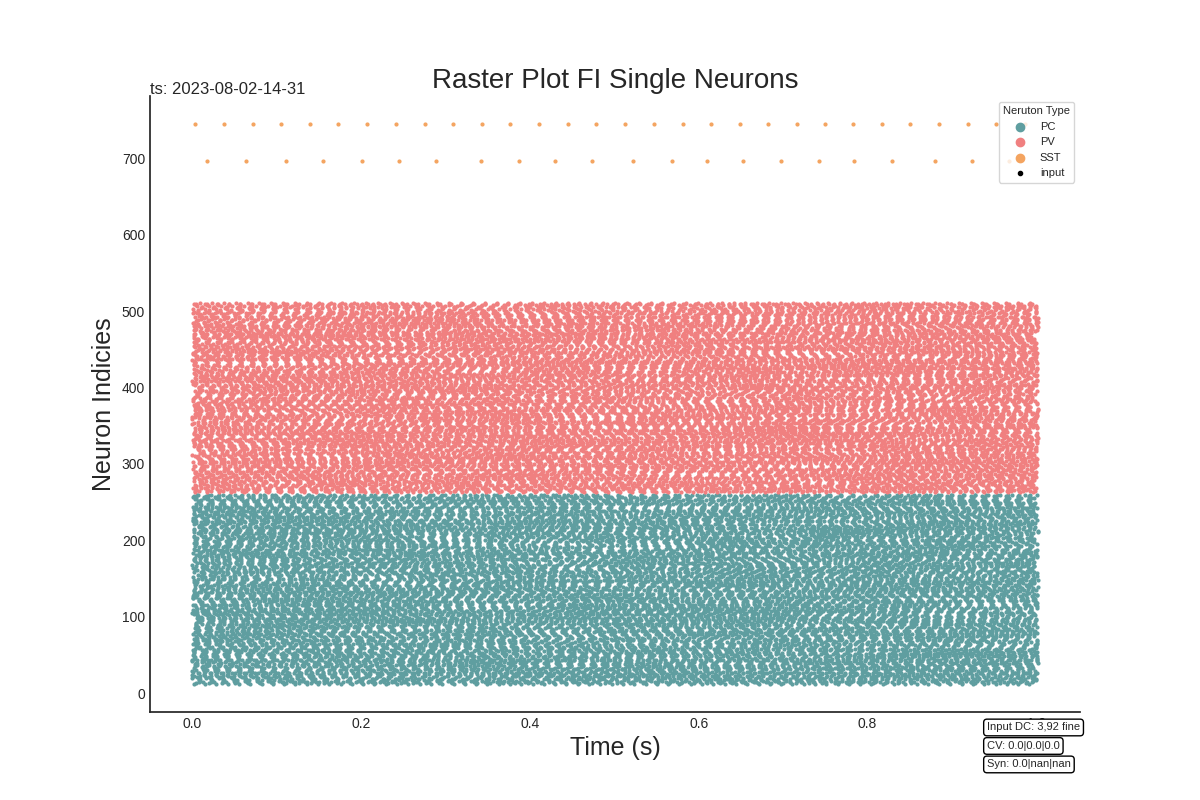 Raster Plot FI Single Neurons
ts: 2023-08-02-14-31
Neruton Type
PC
PV
SST
input
700
600
500
400
300
200
100
0
Neuron Indicies
0.0 0.2 0.4 0.6 0.8
Time (s)
Input DC: 3,92 fine
CV: 0.0|0.0|0.0
Syn: 0.0|nan|nan